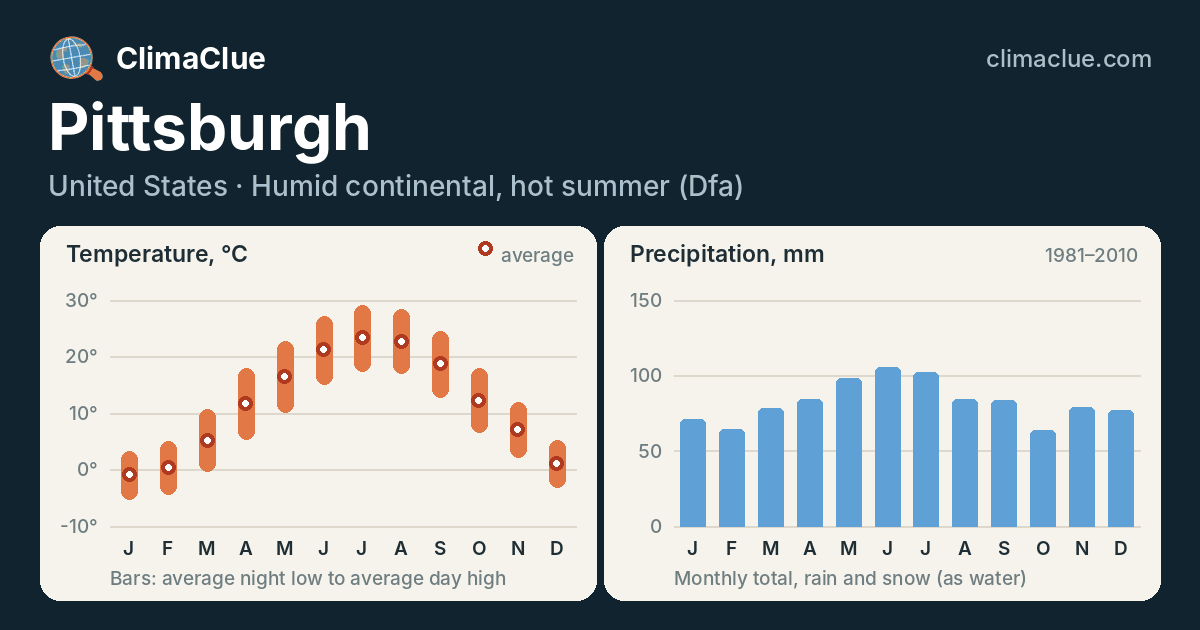 ClimaClue
climaclue.com
Pittsburgh
United States · Humid continental, hot summer (Dfa)
Temperature, °C
average
30°
20°
10°
0°
-10°
J F M A M J J A S O N D
Bars: average night low to average day high
Precipitation, mm
1981–2010
150
100
50
0
J F M A M J J A S O N D
Monthly total, rain and snow (as water)